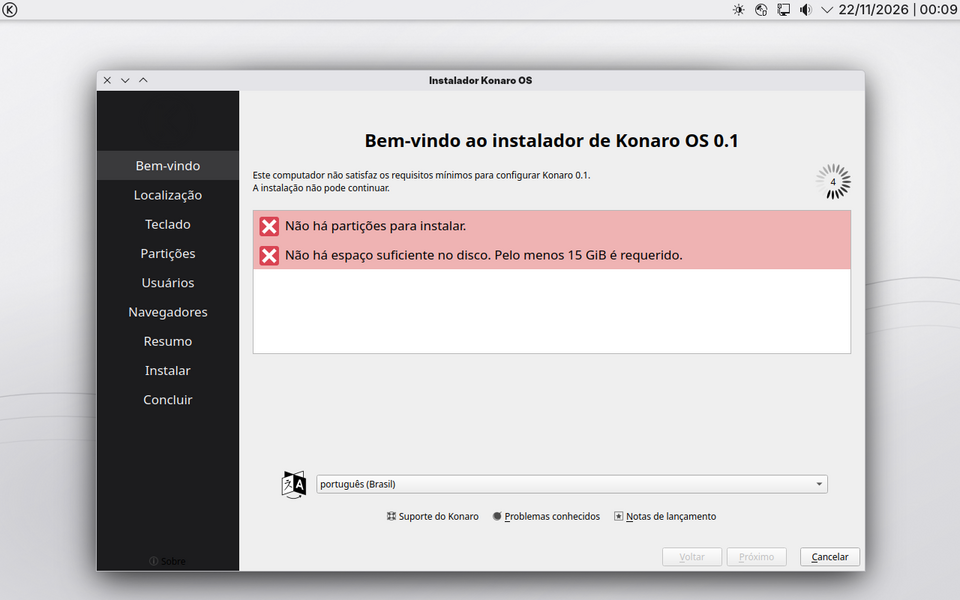 K
22/11/2026 | 00:09
Instalador Konaro OS
Bem-vindo
Localização
Teclado
Partições
Usuários
Navegadores
Resumo
Instalar
Concluir
Sobre
Bem-vindo ao instalador de Konaro OS 0.1
Este computador não satisfaz os requisitos mínimos para configurar Konaro 0.1.
A instalação não pode continuar.
4
Não há partições para instalar.
Não há espaço suficiente no disco. Pelo menos 15 GiB é requerido.
A
português (Brasil)
Suporte do Konaro
Problemas conhecidos
Notas de lançamento
Voltar
Próximo
Cancelar